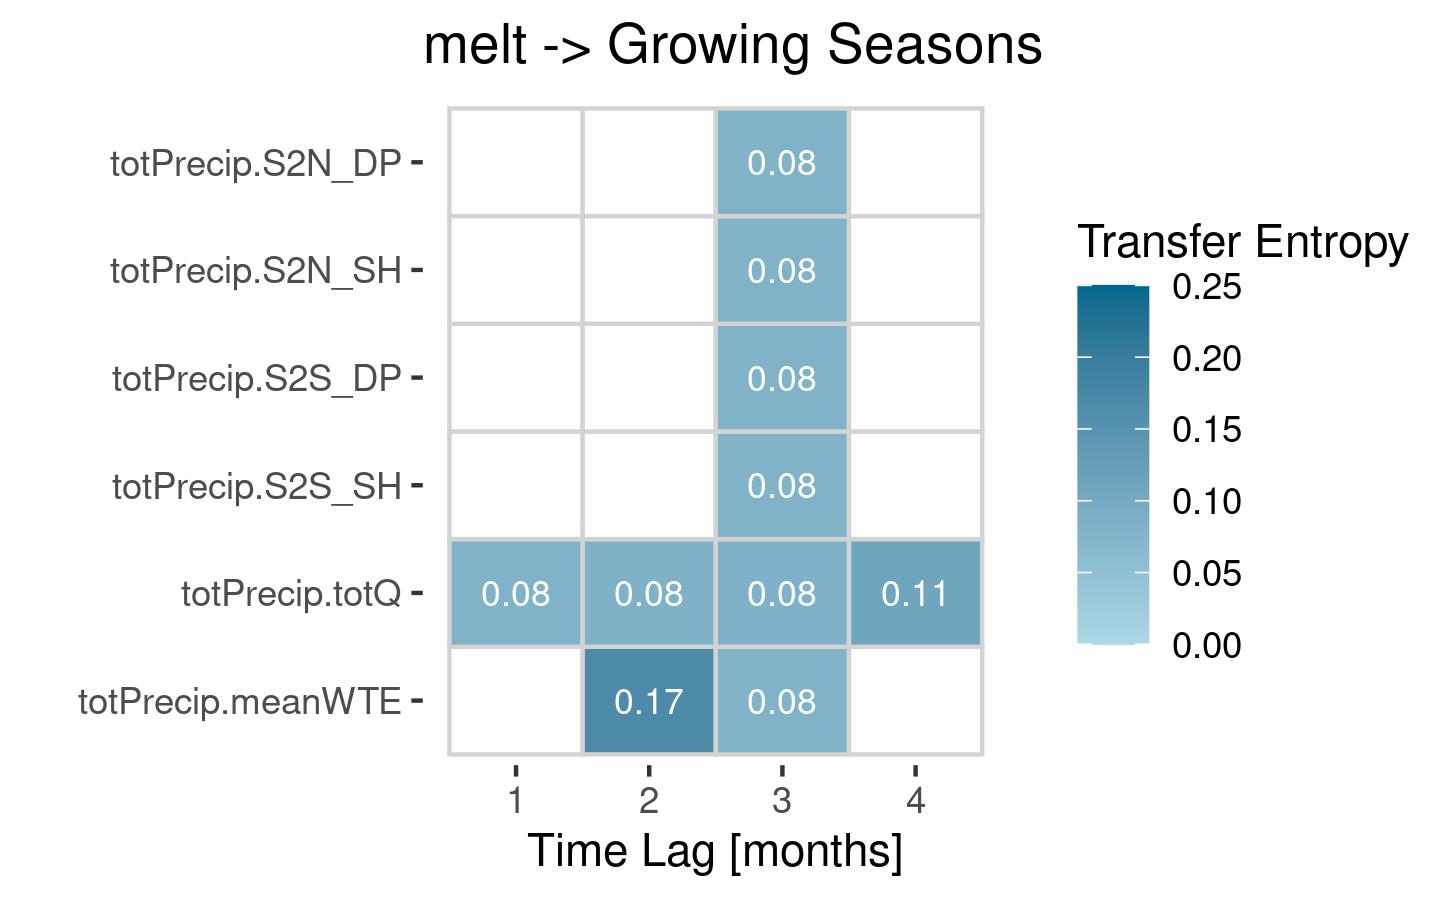 melt -> Growing Seasons
totPrecip.S2N_DP
0.08
totPrecip.S2N_SH
0.08
totPrecip.S2S_DP
0.08
totPrecip.S2S_SH
0.08
totPrecip.totQ
0.08 0.08 0.08 0.11
totPrecip.meanWTE
0.17 0.08
1 2 3 4
Time Lag [months]
Transfer Entropy
0.25
0.20
0.15
0.10
0.05
0.00